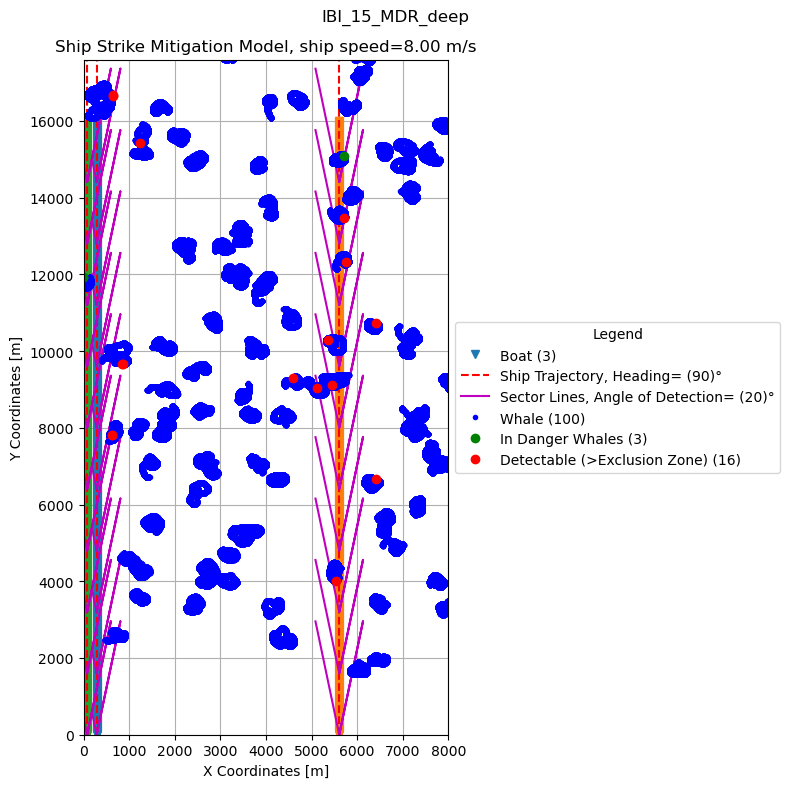 IBI_15_MDR_deep
Ship Strike Mitigation Model, ship speed=8.00 m/s
16000
14000
12000
10000
8000
6000
4000
2000
0
Y Coordinates [m]
0 1000 2000 3000 4000 5000 6000 7000 8000
X Coordinates [m]
Legend
Boat (3)
Ship Trajectory, Heading= (90)°
Sector Lines, Angle of Detection= (20)°
Whale (100)
In Danger Whales (3)
Detectable (>Exclusion Zone) (16)